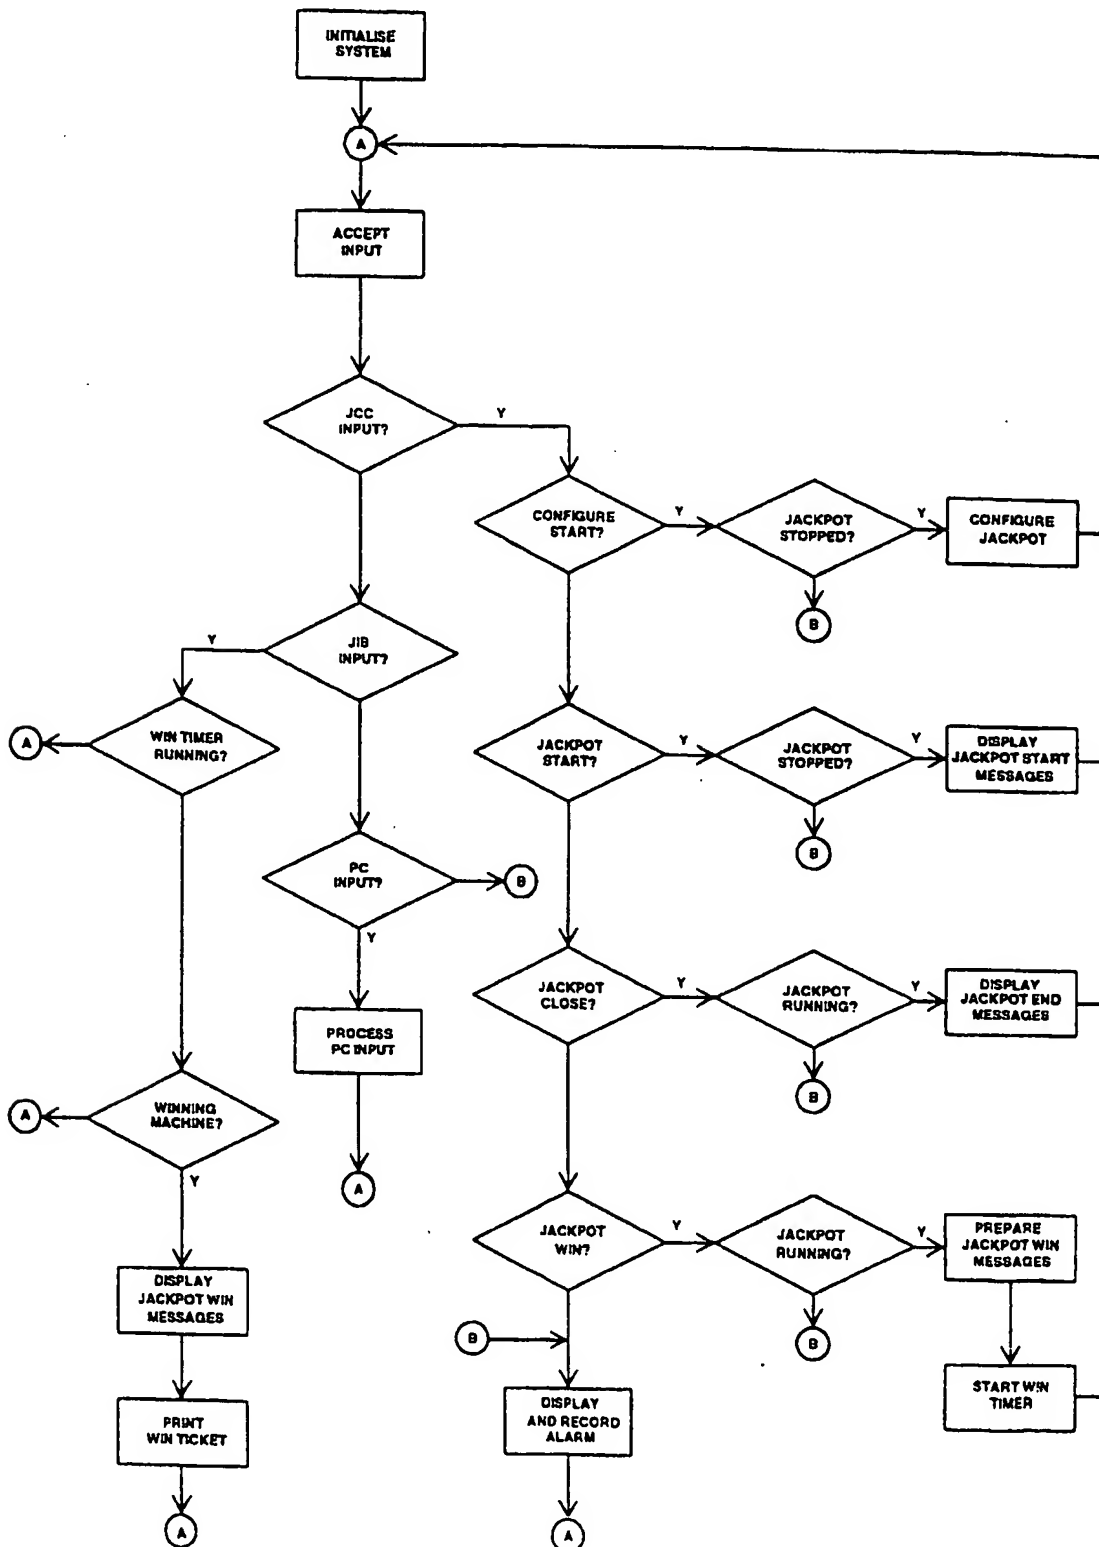 INITIALISE
SYSTEM
A
ACCEPT
INPUT
JCC
INPUT?
Y
CONFIGURE
START?
Y
JACKPOT
STOPPED?
Y
CONFIGURE
JACKPOT
B
JIB
INPUT?
Y
WIN TIMER
RUNNING?
A
JACKPOT
START?
Y
JACKPOT
STOPPED?
Y
DISPLAY
JACKPOT START
MESSAGES
B
PC
INPUT?
B
Y
PROCESS
PC INPUT
A
JACKPOT
CLOSE?
Y
JACKPOT
RUNNING?
Y
DISPLAY
JACKPOT END
MESSAGES
B
WINNING
MACHINE?
A
Y
DISPLAY
JACKPOT WIN
MESSAGES
PRINT
WIN TICKET
A
JACKPOT
WIN?
Y
JACKPOT
RUNNING?
Y
PREPARE
JACKPOT WIN
MESSAGES
B
B
START WIN
TIMER
DISPLAY
AND RECORD
ALARM
A